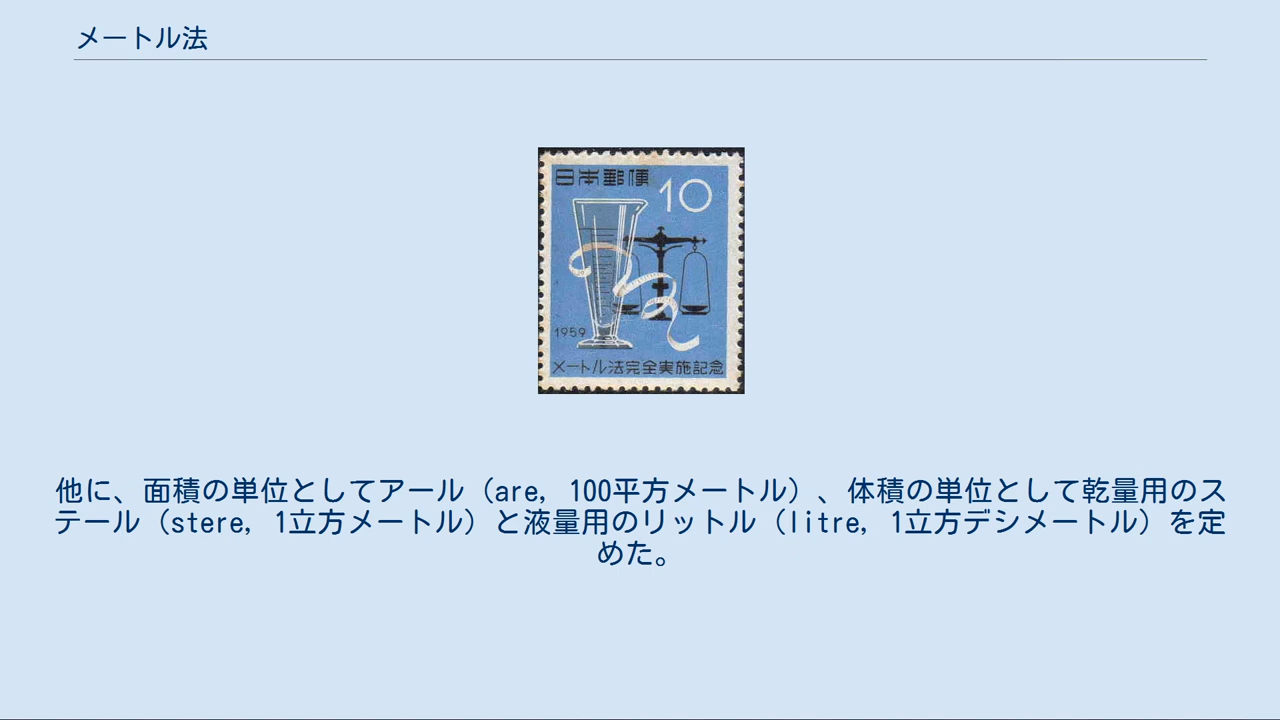 メートル法
日本郵便
10
1959
メートル法完全実施記念
他に、面積の単位としてアール（are, 100平方メートル）、体積の単位として乾量用のス
テール（stere, 1立方メートル）と液量用のリットル（litre, 1立方デシメートル）を定
めた。